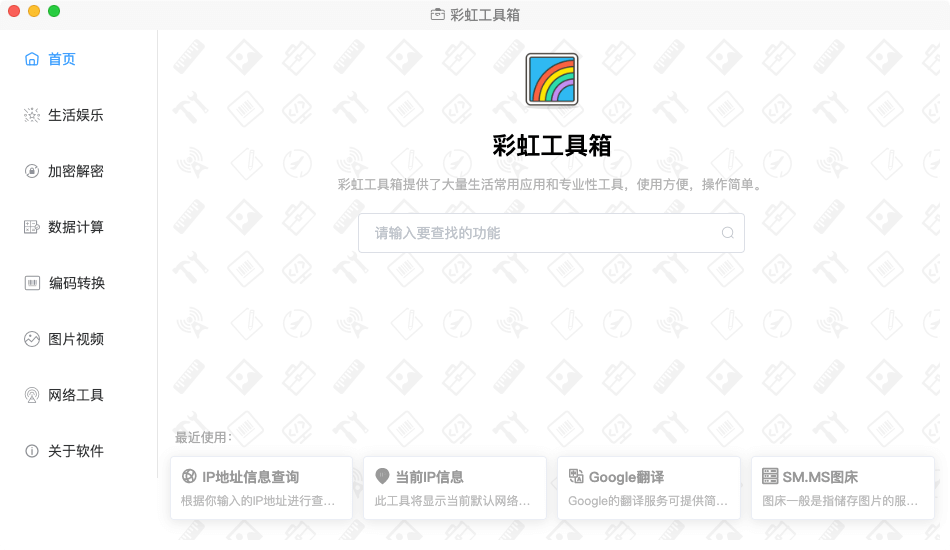 彩虹工具箱
首页
生活娱乐
加密解密
数据计算
编码转换
图片视频
网络工具
关于软件
彩虹工具箱
彩虹工具箱提供了大量生活常用应用和专业性工具，使用方便，操作简单。
请输入要查找的功能
最近使用：
IP地址信息查询
根据你输入的IP地址进行查...
当前IP信息
此工具将显示当前默认网络...
Google翻译
Google的翻译服务可提供简...
SM.MS图床
图床一般是指储存图片的服...